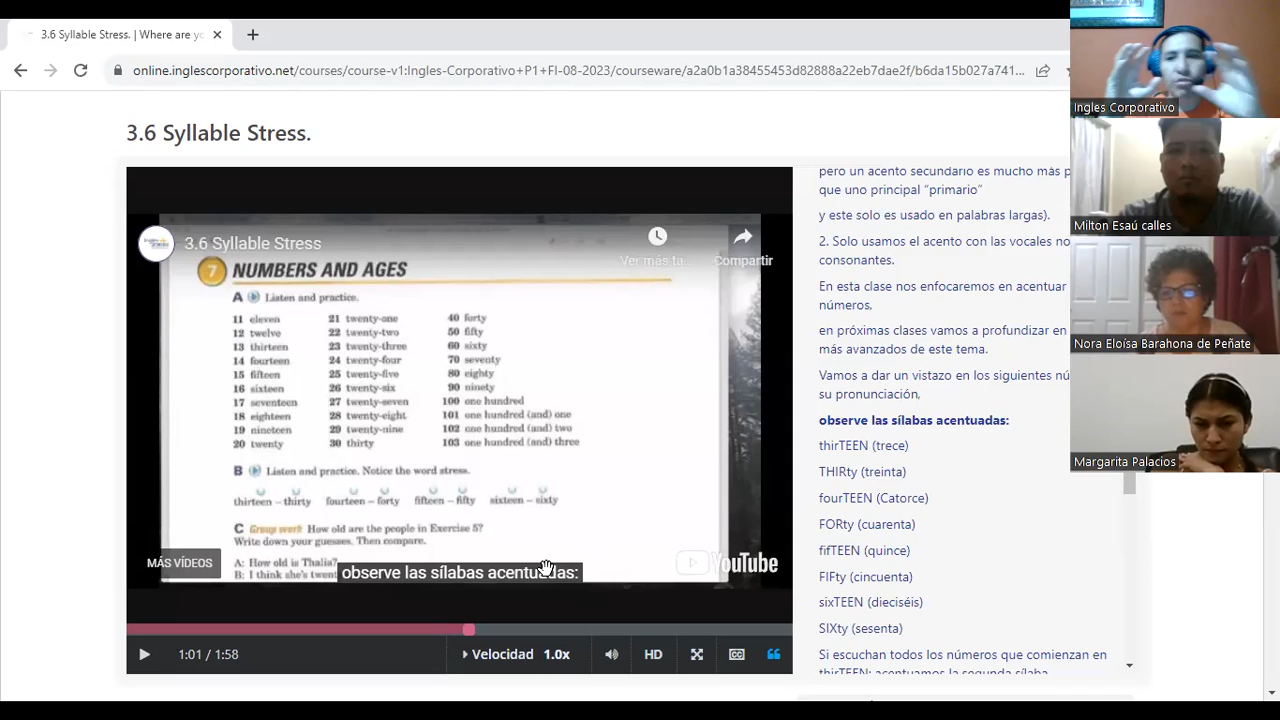 3.6 Syllable Stress. | Where are yo
online.inglescorporativo.net/courses/course-v1:Ingles-Corporativo+P1+FI-08-2023/courseware/a2a0b1a38455453d82888a22eb7dae2f/b6da15b027a741...
3.6 Syllable Stress.
3.6 Syllable Stress
Ver más ta...
Compartir
7 NUMBERS AND AGES
A Listen and practice.
11 eleven 21 twenty-one 40 forty
12 twelve 22 twenty-two 50 fifty
13 thirteen 23 twenty-three 60 sixty
14 fourteen 24 twenty-four 70 seventy
15 fifteen 25 twenty-five 80 eighty
16 sixteen 26 twenty-six 90 ninety
17 seventeen 27 twenty-seven 100 one hundred
18 eighteen 28 twenty-eight 101 one hundred (and) one
19 nineteen 29 twenty-nine 102 one hundred (and) two
20 twenty 30 thirty 103 one hundred (and) three
B Listen and practice. Notice the word stress.
thirteen – thirty fourteen – forty fifteen – fifty sixteen – sixty
C Group work How old are the people in Exercise 5?
Write down your guesses. Then compare.
A: How old is Thalia?
B: I think she's twent
MÁS VÍDEOS
observe las sílabas acentuadas:
YouTube
1:01 / 1:58
Velocidad 1.0x
HD
pero un acento secundario es mucho más p
que uno principal “primario”
y este solo es usado en palabras largas).
2. Solo usamos el acento con las vocales no
consonantes.
En esta clase nos enfocaremos en acentuar
números,
en próximas clases vamos a profundizar en
más avanzados de este tema.
Vamos a dar un vistazo en los siguientes nú
su pronunciación,
observe las sílabas acentuadas:
thirTEEN (trece)
THIRty (treinta)
fourTEEN (Catorce)
FORty (cuarenta)
fifTEEN (quince)
FIFty (cincuenta)
sixTEEN (dieciséis)
SIXty (sesenta)
Si escuchan todos los números que comienzan en
thirTEEN: acentuamos la segunda sílaba
Ingles Corporativo
Milton Esaú calles
Nora Eloísa Barahona de Peñate
Margarita Palacios